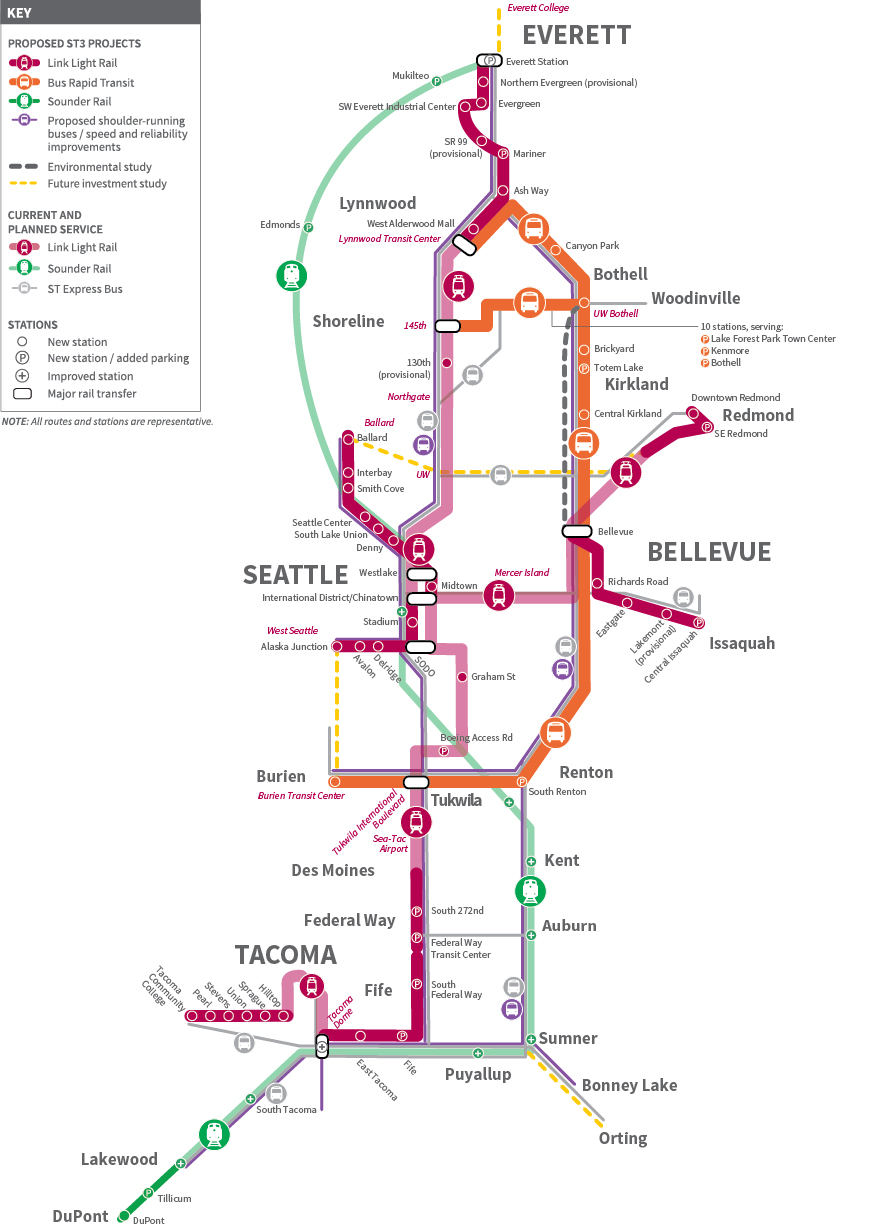 KEY
PROPOSED ST3 PROJECTS
Link Light Rail
Bus Rapid Transit
Sounder Rail
Proposed shoulder-running
buses / speed and reliability
improvements
Environmental study
Future investment study
CURRENT AND
PLANNED SERVICE
Link Light Rail
Sounder Rail
ST Express Bus
STATIONS
New station
P
New station / added parking
Improved station
Major rail transfer
NOTE: All routes and stations are representative.
Everett College
EVERETT
Everett Station
Mukilteo
Northern Evergreen (provisional)
SW Everett Industrial Center
Evergreen
SR 99
(provisional)
Mariner
Ash Way
Lynnwood
West Alderwood Mall
Edmonds
Lynnwood Transit Center
Canyon Park
Bothell
Woodinville
UW Bothell
Shoreline
145th
10 stations, serving:
P Lake Forest Park Town Center
P Kenmore
P Bothell
130th
(provisional)
Brickyard
Totem Lake
Kirkland
Northgate
Downtown Redmond
Redmond
SE Redmond
Central Kirkland
Ballard
Ballard
UW
Interbay
Smith Cove
Seattle Center
South Lake Union
Denny
Bellevue
BELLEVUE
SEATTLE
Westlake
Midtown
Mercer Island
Richards Road
International District/Chinatown
Stadium
Eastgate
Lakemont
(provisional)
Central Issaquah
Issaquah
West Seattle
Alaska Junction
Avalon
Delridge
SODO
Graham St
Boeing Access Rd
Burien
Burien Transit Center
Renton
South Renton
Tukwila
Tukwila International
Boulevard
Sea-Tac
Airport
Des Moines
Kent
Federal Way
South 272nd
Auburn
Federal Way
Transit Center
TACOMA
Fife
South
Federal Way
Tacoma
Community
College
Pearl
Stevens
Union
Sprague
Hilltop
Tacoma
Dome
Sumner
East Tacoma
Fife
Puyallup
Bonney Lake
Orting
South Tacoma
Lakewood
Tillicum
DuPont
DuPont